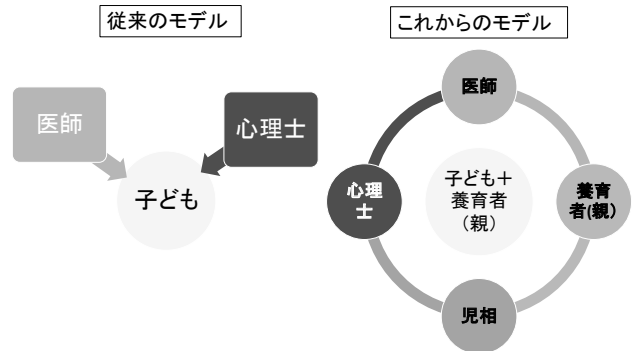 従来のモデル
これからのモデル
医師
心理士
子ども
医師
心理
士
子ども＋
養育者
（親）
養育
者(親）
児相